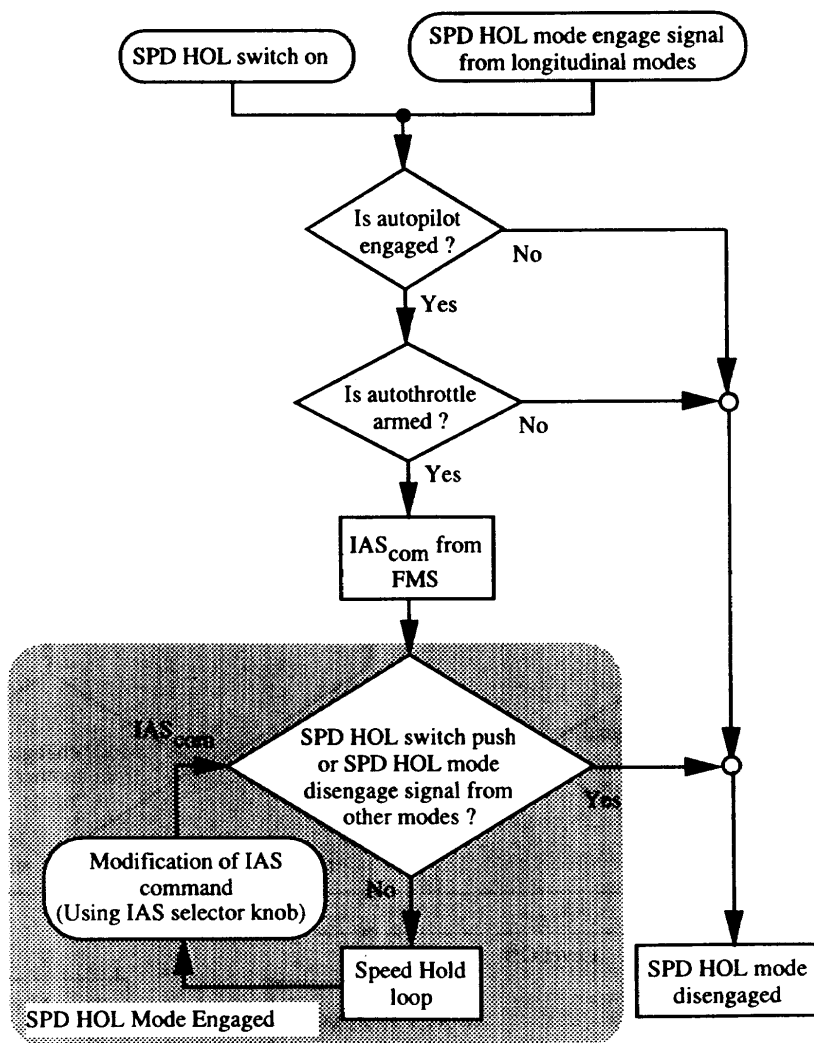 SPD HOL switch on
SPD HOL mode engage signal
from longitudinal modes
Is autopilot
engaged ?
No
Yes
Is autothrottle
armed ?
No
Yes
IAScom from
FMS
IAScom
SPD HOL switch push
or SPD HOL mode
disengage signal from
other modes ?
Yes
Modification of IAS
command
(Using IAS selector knob)
No
Speed Hold
loop
SPD HOL mode
disengaged
SPD HOL Mode Engaged